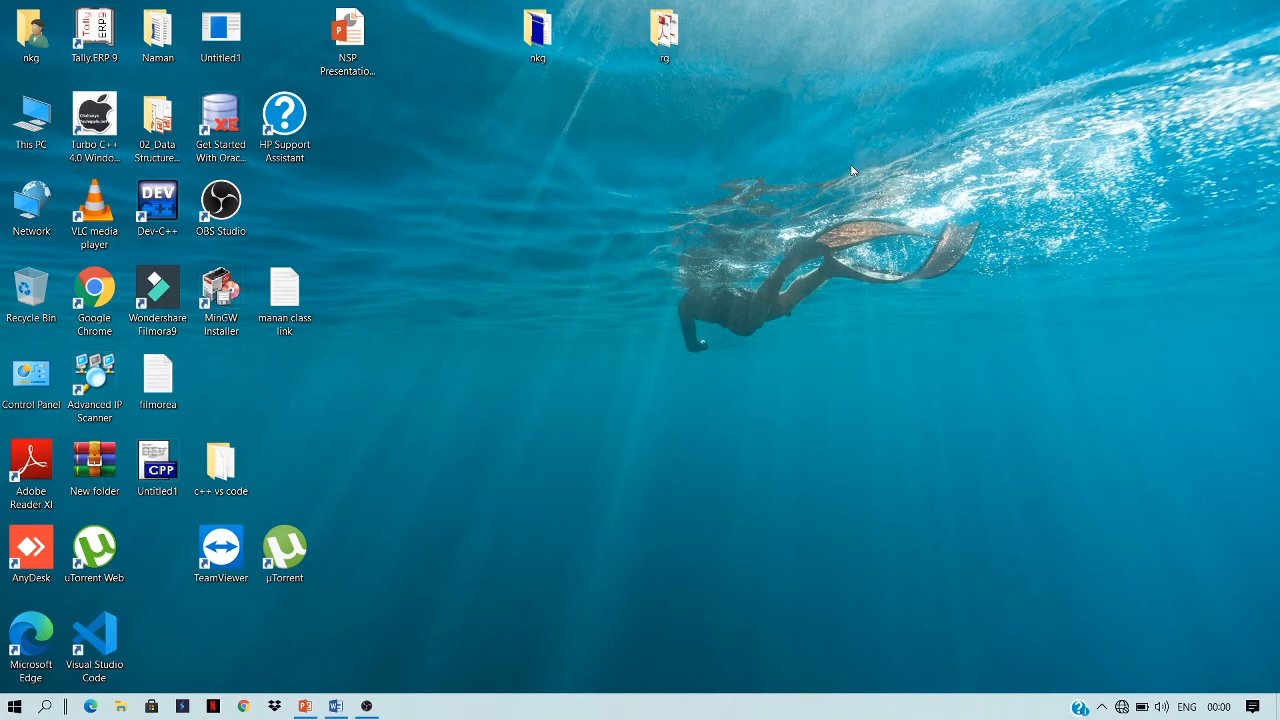 nkg
Tally.ERP 9
Naman
Untitled1
NSP
Presentatio...
nkg
rg
This PC
Turbo C++
4.0 Windo...
02_Data
Structure...
Get Started
With Orac...
HP Support
Assistant
Network
VLC media
player
DEV
C++
Dev-C++
OBS Studio
Recycle Bin
Google
Chrome
Wondershare
Filmora9
MinGW
Installer
manan class
link
Control Panel
Advanced IP
Scanner
filmorea
Adobe
Reader XI
New folder
CPP
Untitled1
c++ vs code
AnyDesk
uTorrent Web
TeamViewer
µTorrent
Microsoft
Edge
Visual Studio
Code
ENG
00:00